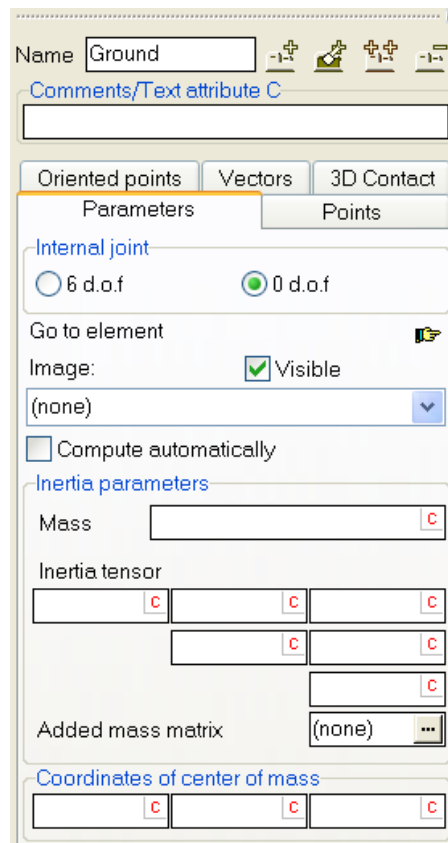 Name Ground
Comments/Text attribute C
Oriented points Vectors 3D Contact
Parameters Points
Internal joint
6 d.o.f 0 d.o.f
Go to element
Image: Visible
(none)
Compute automatically
Inertia parameters
Mass C
Inertia tensor
C C C
C C
C
Added mass matrix (none) ...
Coordinates of center of mass
C C C